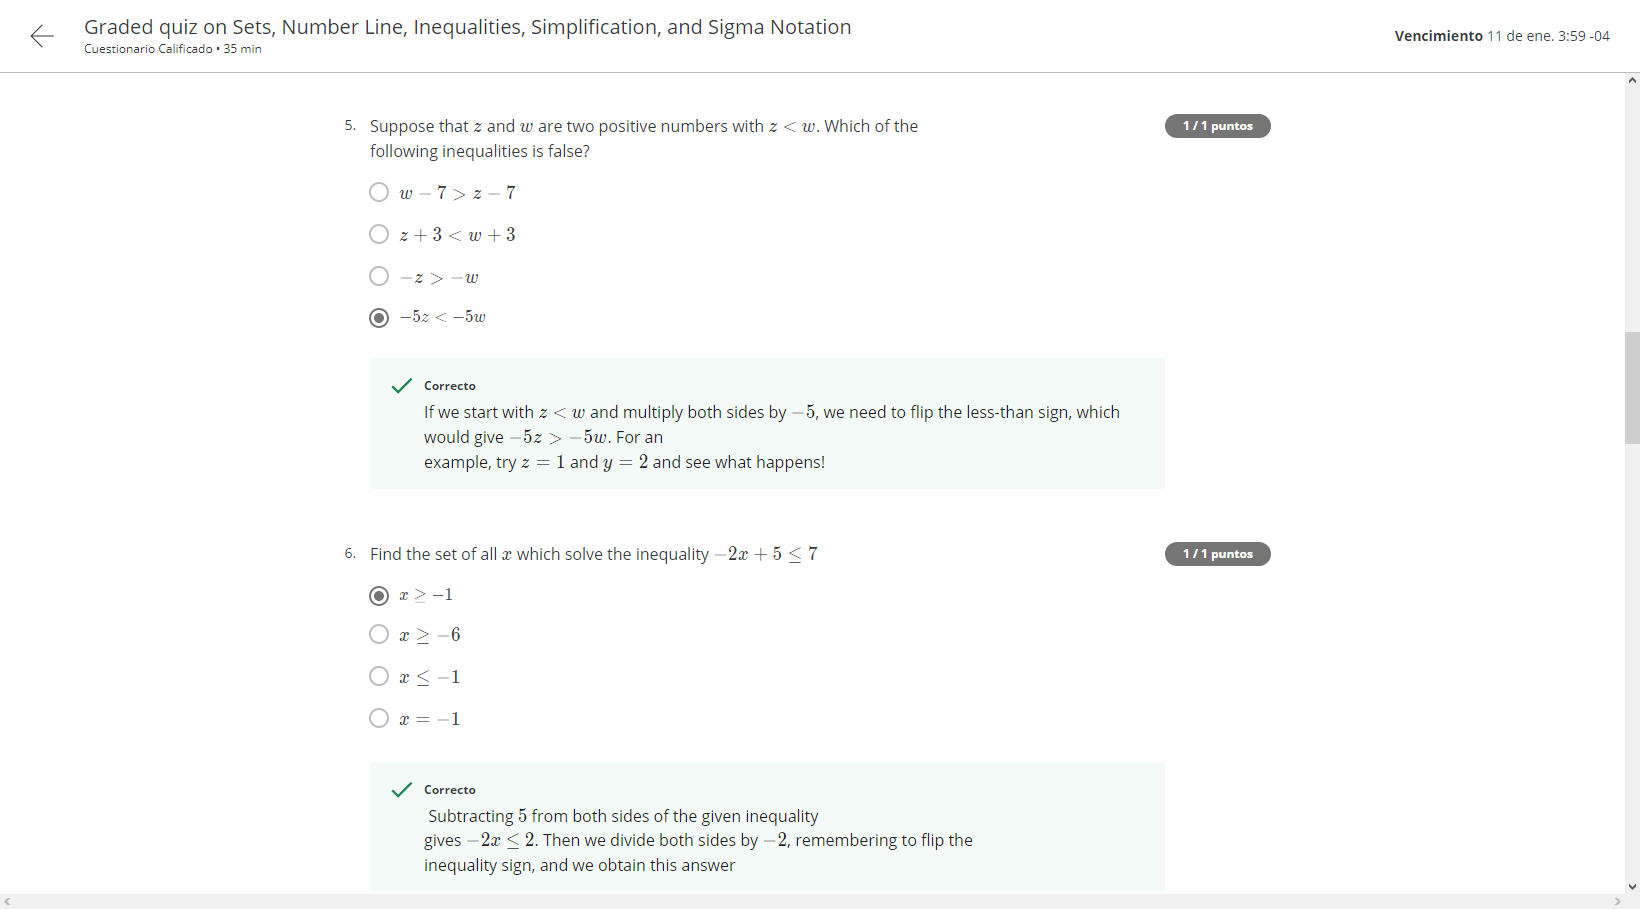 Graded quiz on Sets, Number Line, Inequalities, Simplification, and Sigma Notation
Cuestionario Calificado • 35 min
Vencimiento 11 de ene. 3:59 -04
5. Suppose that z and w are two positive numbers with z < w. Which of the
following inequalities is false?
1 / 1 puntos
w − 7 > z − 7
z + 3 < w + 3
−z > −w
−5z < −5w
Correcto
If we start with z < w and multiply both sides by −5, we need to flip the less-than sign, which
would give −5z > −5w. For an
example, try z = 1 and y = 2 and see what happens!
6. Find the set of all x which solve the inequality −2x + 5 ≤ 7
1 / 1 puntos
x ≥ −1
x ≥ −6
x ≤ −1
x = −1
Correcto
Subtracting 5 from both sides of the given inequality
gives −2x ≤ 2. Then we divide both sides by −2, remembering to flip the
inequality sign, and we obtain this answer